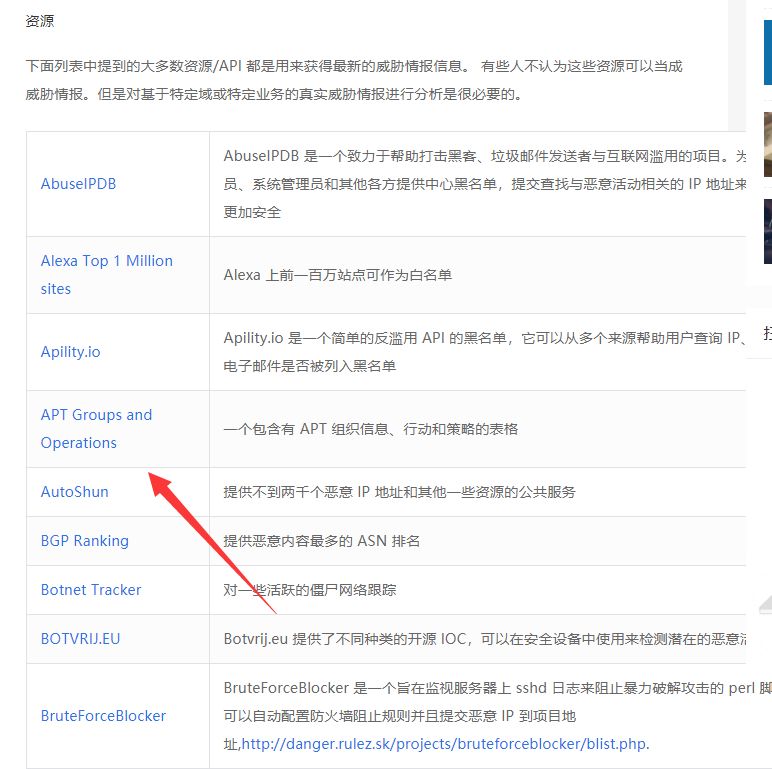 资源
下面列表中提到的大多数资源/API 都是用来获得最新的威胁情报信息。 有些人不认为这些资源可以当成
威胁情报。但是对基于特定域或特定业务的真实威胁情报进行分析是很必要的。
AbuseIPDB
AbuseIPDB 是一个致力于帮助打击黑客、垃圾邮件发送者与互联网滥用的项目。为
员、系统管理员和其他各方提供中心黑名单，提交查找与恶意活动相关的 IP 地址来
更加安全
Alexa Top 1 Million
sites
Alexa 上前一百万站点可作为白名单
Apility.io
Apility.io 是一个简单的反滥用 API 的黑名单，它可以从多个来源帮助用户查询 IP、
电子邮件是否被列入黑名单
APT Groups and
Operations
一个包含有 APT 组织信息、行动和策略的表格
AutoShun
提供不到两千个恶意 IP 地址和其他一些资源的公共服务
BGP Ranking
提供恶意内容最多的 ASN 排名
Botnet Tracker
对一些活跃的僵尸网络跟踪
BOTVRIJ.EU
Botvrij.eu 提供了不同种类的开源 IOC，可以在安全设备中使用来检测潜在的恶意
BruteForceBlocker
BruteForceBlocker 是一个旨在监视服务器上 sshd 日志来阻止暴力破解攻击的 perl 脚
可以自动配置防火墙阻止规则并且提交恶意 IP 到项目地
址,http://danger.rulez.sk/projects/bruteforceblocker/blist.php.